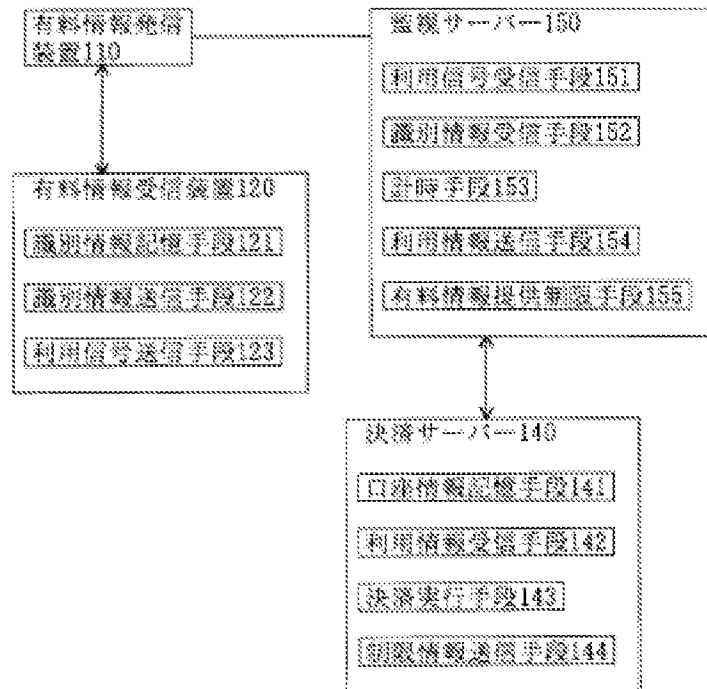 有料情報発信
装置110
監視サーバー150
利用信号受信手段151
識別情報受信手段152
計時手段153
利用情報送信手段154
有料情報提供制限手段155
有料情報受信装置120
識別情報記憶手段121
識別情報送信手段122
利用信号送信手段123
決済サーバー140
口座情報記憶手段141
利用情報受信手段142
決済実行手段143
制限情報送信手段144